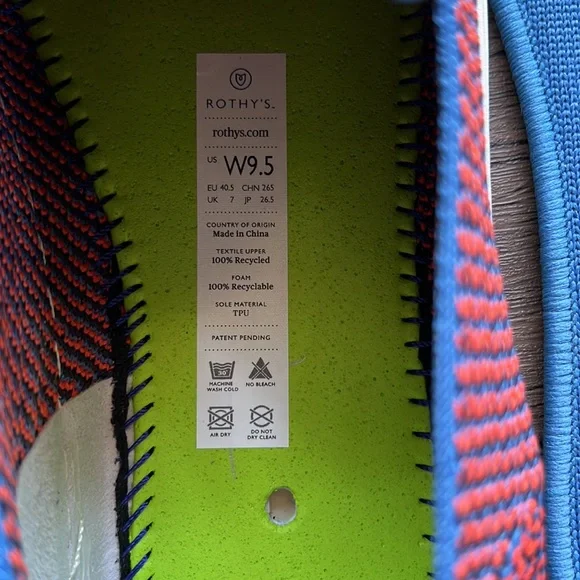 ROTHY'S™
rothys.com
US W9.5
EU 40.5 CHN 265
UK 7 JP 26.5
COUNTRY OF ORIGIN
Made in China
TEXTILE UPPER
100% Recycled
FOAM
100% Recyclable
SOLE MATERIAL
TPU
PATENT PENDING
30
MACHINE WASH COLD
NO BLEACH
AIR DRY
DO NOT DRY CLEAN